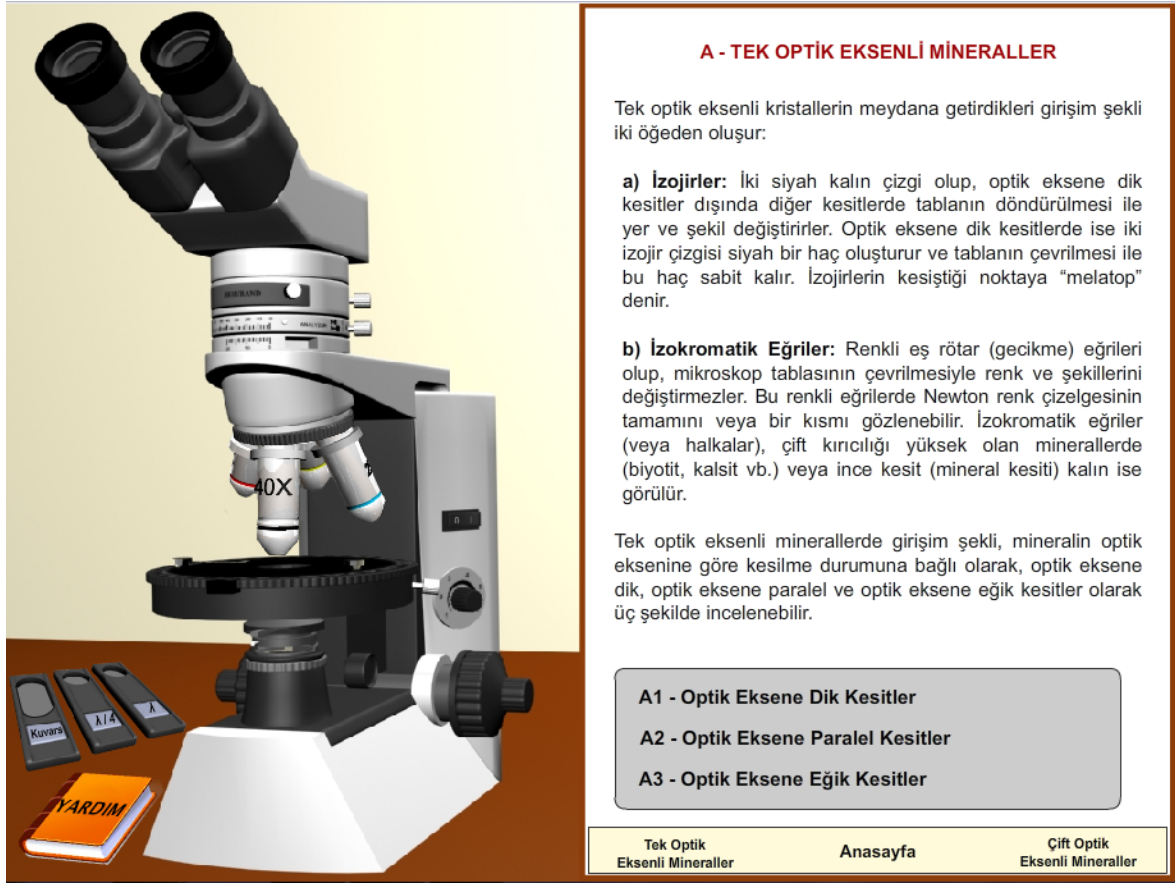 BERTRAND
ANALYZER
40X
0 I
Kuvars
λ/4
λ
YARDIM
A - TEK OPTİK EKSENLİ MİNERALLER
Tek optik eksenli kristallerin meydana getirdikleri girişim şekli
iki öğeden oluşur:
a) İzojirler: İki siyah kalın çizgi olup, optik eksene dik
kesitler dışında diğer kesitlerde tablanın döndürülmesi ile
yer ve şekil değiştirirler. Optik eksene dik kesitlerde ise iki
izojir çizgisi siyah bir haç oluşturur ve tablanın çevrilmesi ile
bu haç sabit kalır. İzojirlerin kesiştiği noktaya “melatop”
denir.
b) İzokromatik Eğriler: Renkli eş rötar (gecikme) eğrileri
olup, mikroskop tablasının çevrilmesiyle renk ve şekillerini
değiştirmezler. Bu renkli eğrilerde Newton renk çizelgesinin
tamamını veya bir kısmı gözlenebilir. İzokromatik eğriler
(veya halkalar), çift kırıcılığı yüksek olan minerallerde
(biyotit, kalsit vb.) veya ince kesit (mineral kesiti) kalın ise
görülür.
Tek optik eksenli minerallerde girişim şekli, mineralin optik
eksenine göre kesilme durumuna bağlı olarak, optik eksene
dik, optik eksene paralel ve optik eksene eğik kesitler olarak
üç şekilde incelenebilir.
A1 - Optik Eksene Dik Kesitler
A2 - Optik Eksene Paralel Kesitler
A3 - Optik Eksene Eğik Kesitler
Tek Optik
Eksenli Mineraller
Anasayfa
Çift Optik
Eksenli Mineraller